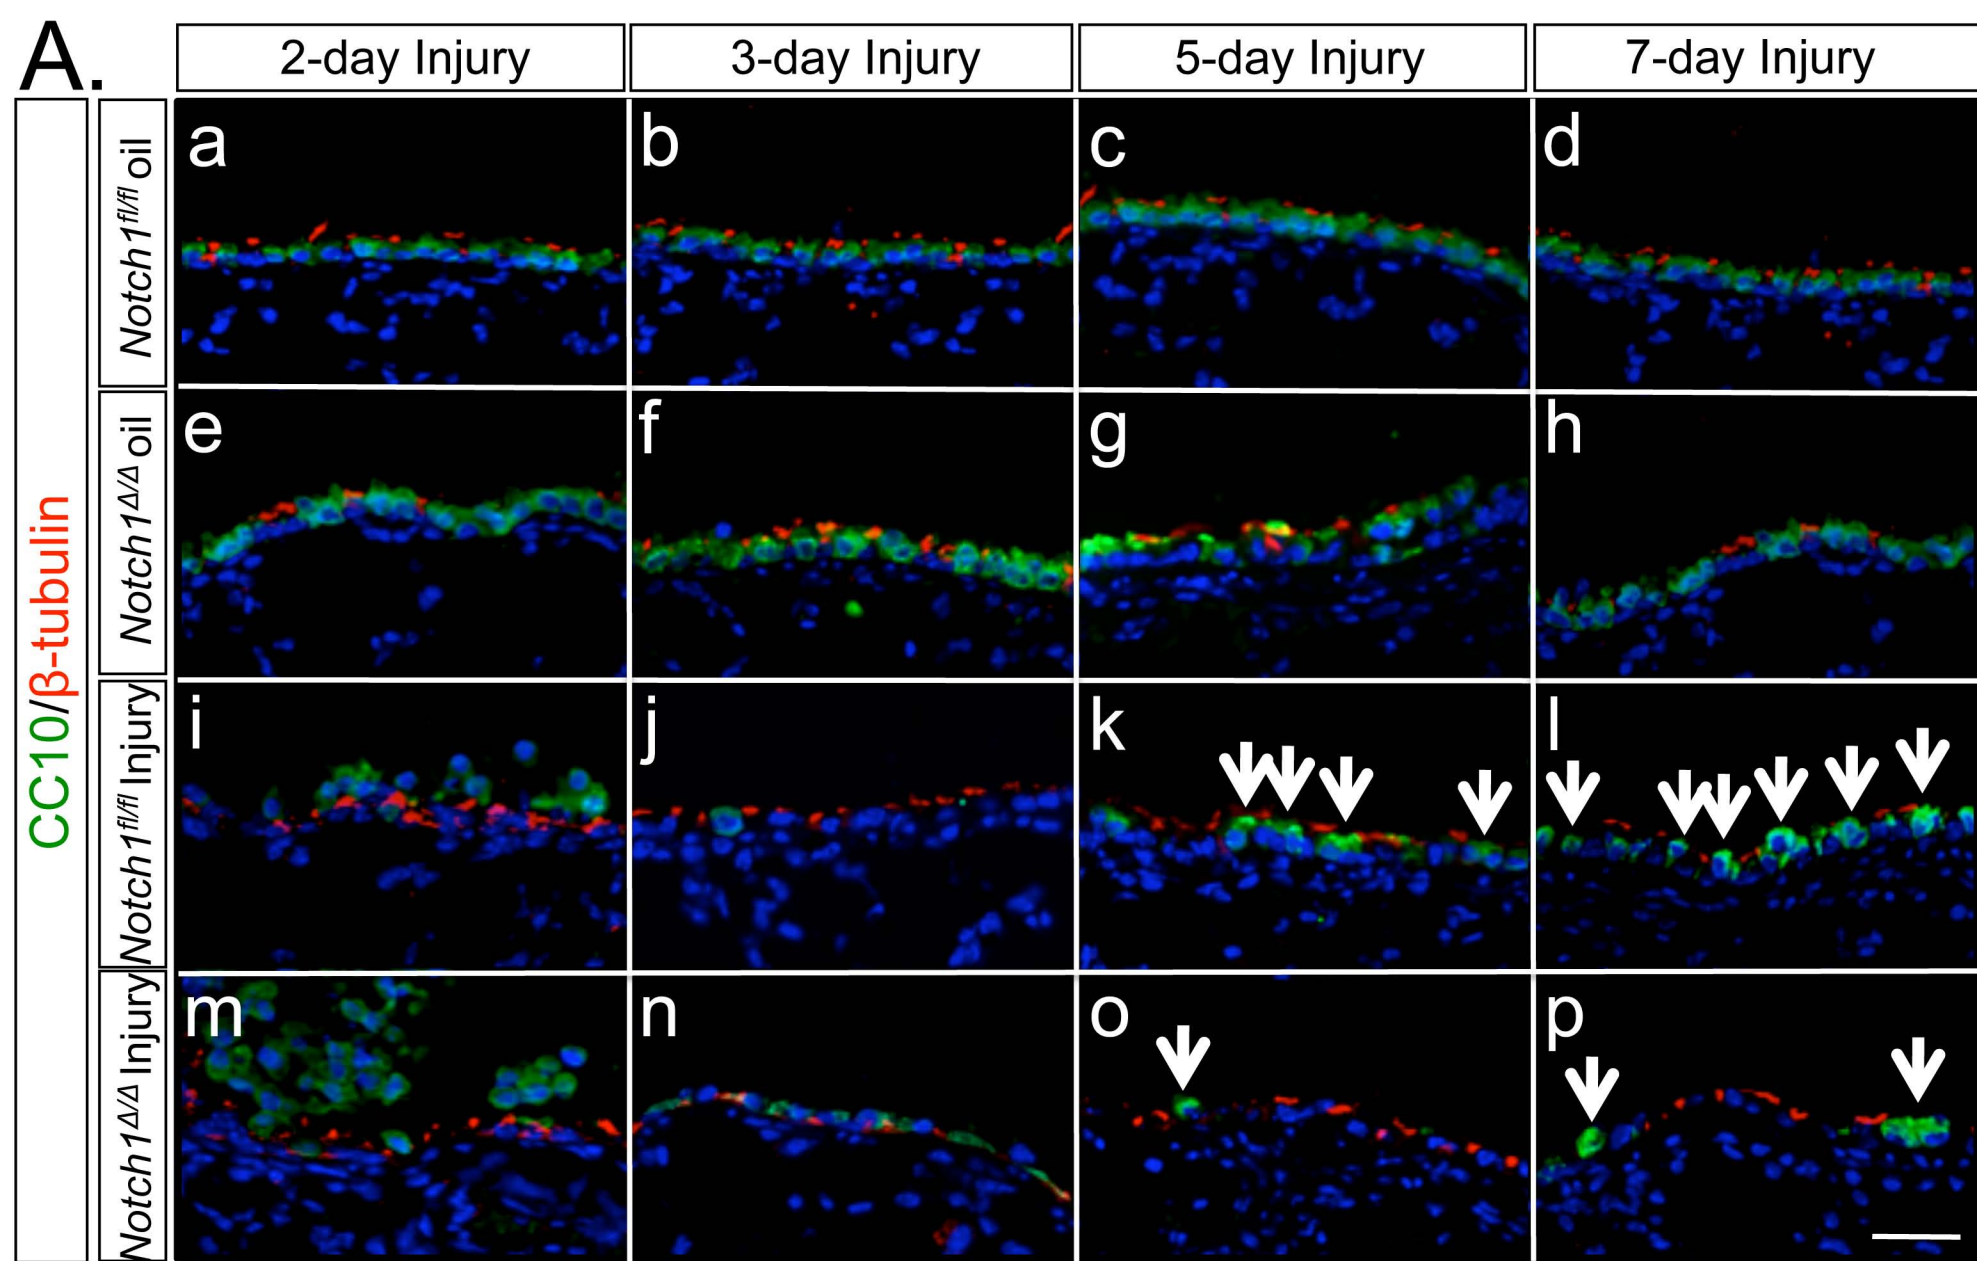 A.
2-day Injury
3-day Injury
5-day Injury
7-day Injury
CC10/β-tubulin
Notch1fl/fl oil
a
b
c
d
Notch1Δ/Δ oil
e
f
g
h
Notch1fl/fl Injury
i
j
k
l
Notch1Δ/Δ Injury
m
n
o
p